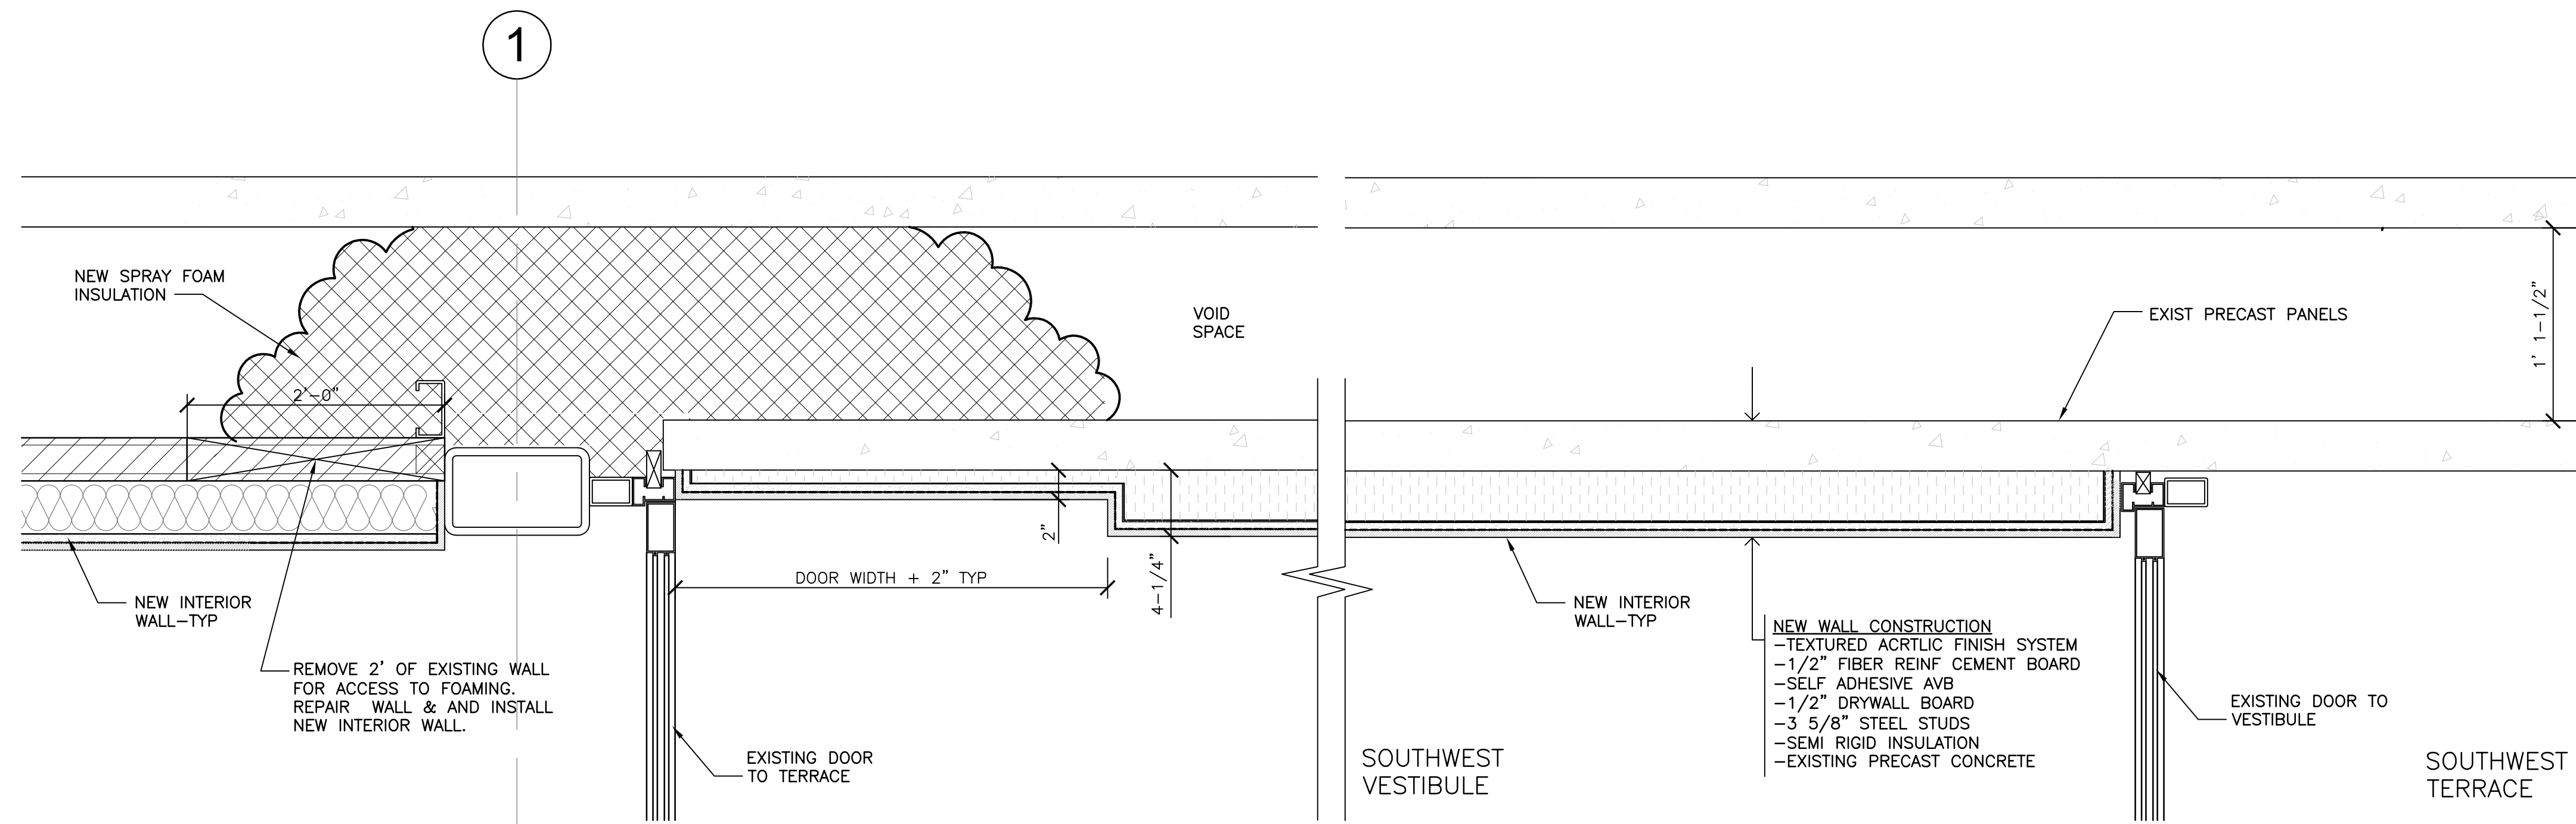 1
NEW SPRAY FOAM
INSULATION
2'-0"
VOID
SPACE
EXIST PRECAST PANELS
1' 1-1/2"
NEW INTERIOR
WALL-TYP
REMOVE 2' OF EXISTING WALL
FOR ACCESS TO FOAMING.
REPAIR WALL & AND INSTALL
NEW INTERIOR WALL.
2"
4-1/4"
DOOR WIDTH + 2" TYP
EXISTING DOOR
TO TERRACE
NEW INTERIOR
WALL-TYP
NEW WALL CONSTRUCTION
-TEXTURED ACRTLIC FINISH SYSTEM
-1/2" FIBER REINF CEMENT BOARD
-SELF ADHESIVE AVB
-1/2" DRYWALL BOARD
-3 5/8" STEEL STUDS
-SEMI RIGID INSULATION
-EXISTING PRECAST CONCRETE
SOUTHWEST
VESTIBULE
EXISTING DOOR TO
VESTIBULE
SOUTHWEST
TERRACE